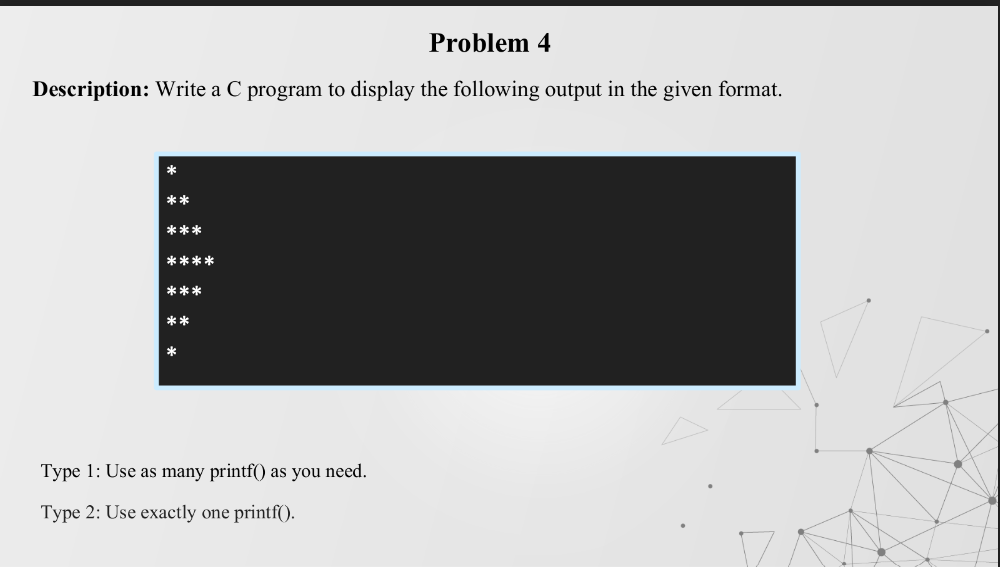 Problem 4
Description: Write a C program to display the following output in the given format.
*
**
***
****
***
**
*
Type 1: Use as many printf() as you need.
Type 2: Use exactly one printf().